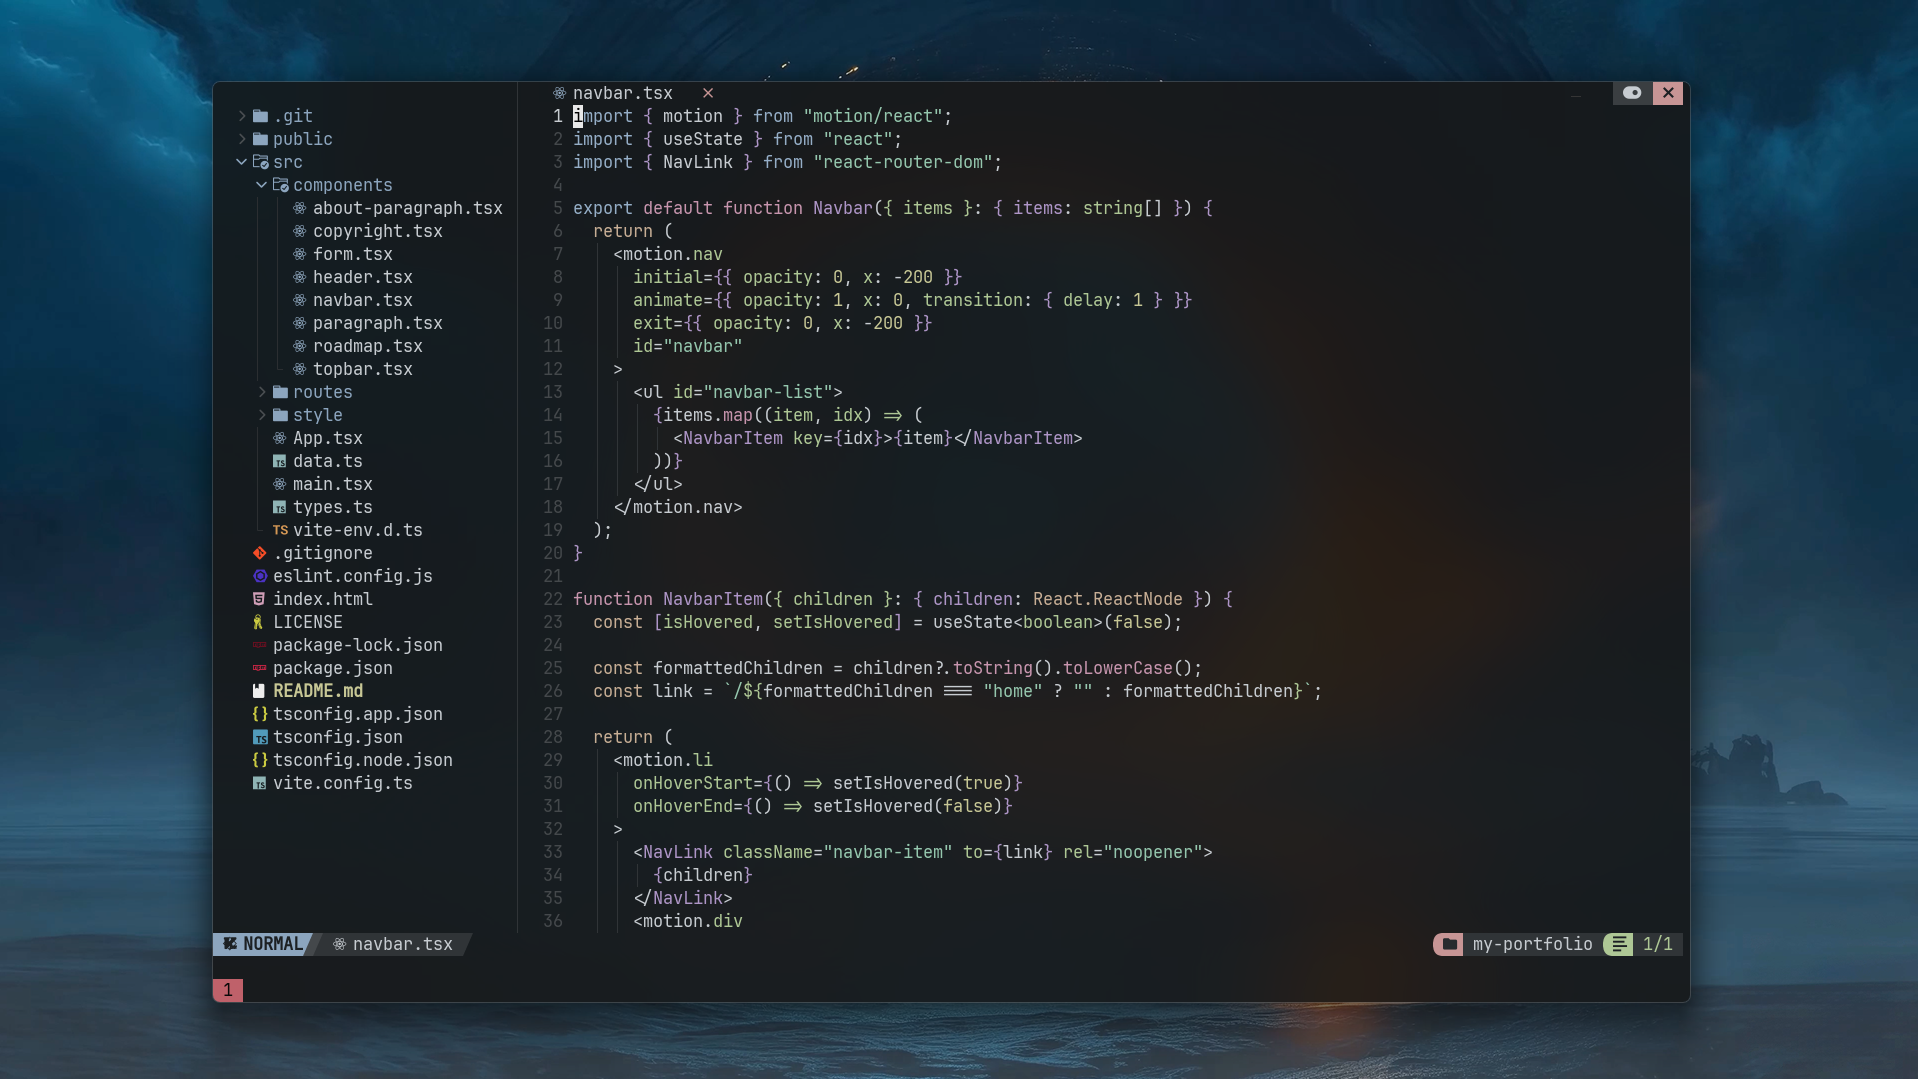 .git
public
src
components
about-paragraph.tsx
copyright.tsx
form.tsx
header.tsx
navbar.tsx
paragraph.tsx
roadmap.tsx
topbar.tsx
routes
style
App.tsx
data.ts
main.tsx
types.ts
TS vite-env.d.ts
.gitignore
eslint.config.js
index.html
LICENSE
package-lock.json
package.json
README.md
{} tsconfig.app.json
TS tsconfig.json
{} tsconfig.node.json
vite.config.ts
navbar.tsx ×
1 import { motion } from "motion/react";
2 import { useState } from "react";
3 import { NavLink } from "react-router-dom";
4
5 export default function Navbar({ items }: { items: string[] }) {
6   return (
7     <motion.nav
8       initial={{ opacity: 0, x: -200 }}
9       animate={{ opacity: 1, x: 0, transition: { delay: 1 } }}
10       exit={{ opacity: 0, x: -200 }}
11       id="navbar"
12     >
13       <ul id="navbar-list">
14         {items.map((item, idx) => (
15           <NavbarItem key={idx}>{item}</NavbarItem>
16         ))}
17       </ul>
18     </motion.nav>
19   );
20 }
21
22 function NavbarItem({ children }: { children: React.ReactNode }) {
23   const [isHovered, setIsHovered] = useState<boolean>(false);
24
25   const formattedChildren = children?.toString().toLowerCase();
26   const link = `/${formattedChildren === "home" ? "" : formattedChildren}`;
27
28   return (
29     <motion.li
30       onHoverStart={() => setIsHovered(true)}
31       onHoverEnd={() => setIsHovered(false)}
32     >
33       <NavLink className="navbar-item" to={link} rel="noopener">
34         {children}
35       </NavLink>
36       <motion.div
NORMAL navbar.tsx my-portfolio 1/1
1